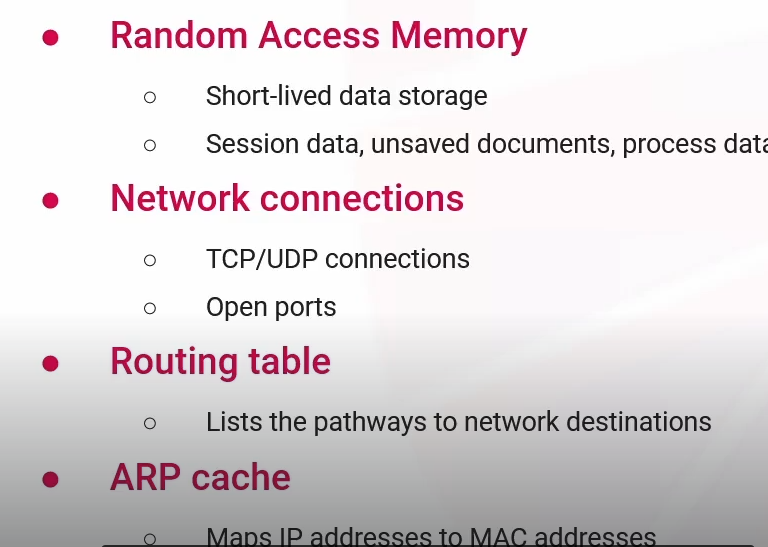 ● Random Access Memory
○ Short-lived data storage
○ Session data, unsaved documents, process data
● Network connections
○ TCP/UDP connections
○ Open ports
● Routing table
○ Lists the pathways to network destinations
● ARP cache
○ Maps IP addresses to MAC addresses